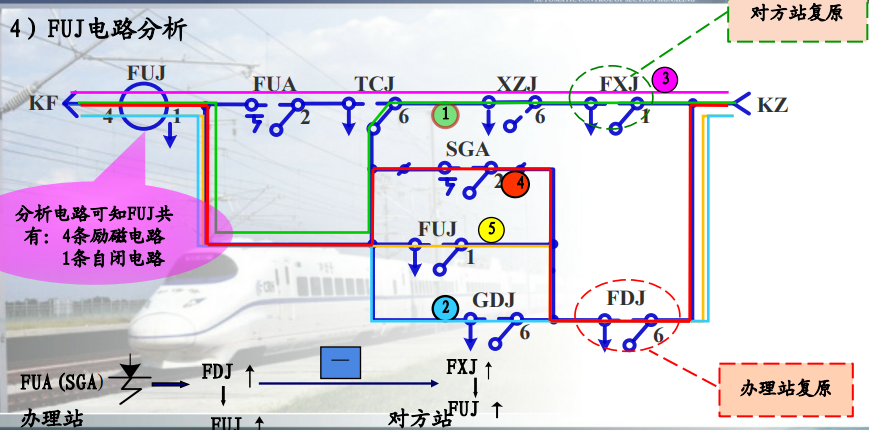 对方站复原
4）FUJ电路分析
FUJ
FUA
TCJ
XZJ
FXJ
3
KF
4
1
2
6
1
6
1
KZ
SGA
2
4
分析电路可知FUJ共
有：4条励磁电路
1条自闭电路
FUJ
5
1
2
GDJ
6
FDJ
6
办理站复原
FUA(SGA)
FDJ ↑
一
FXJ ↑
办理站
FUJ ↑
对方站
FUJ ↑